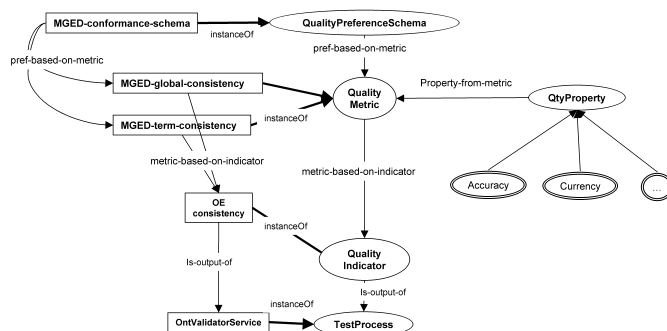 MGED-conformance-schema
instanceOf
QualityPreferenceSchema
pref-based-on-metric
pref-based-on-metric
MGED-global-consistency
Quality
Metric
Property-from-metric
QtyProperty
instanceOf
MGED-term-consistency
metric-based-on-indicator
metric-based-on-indicator
Accuracy
Currency
...
OE
consistency
instanceOf
Quality
Indicator
Is-output-of
Is-output-of
OntValidatorService
instanceOf
TestProcess